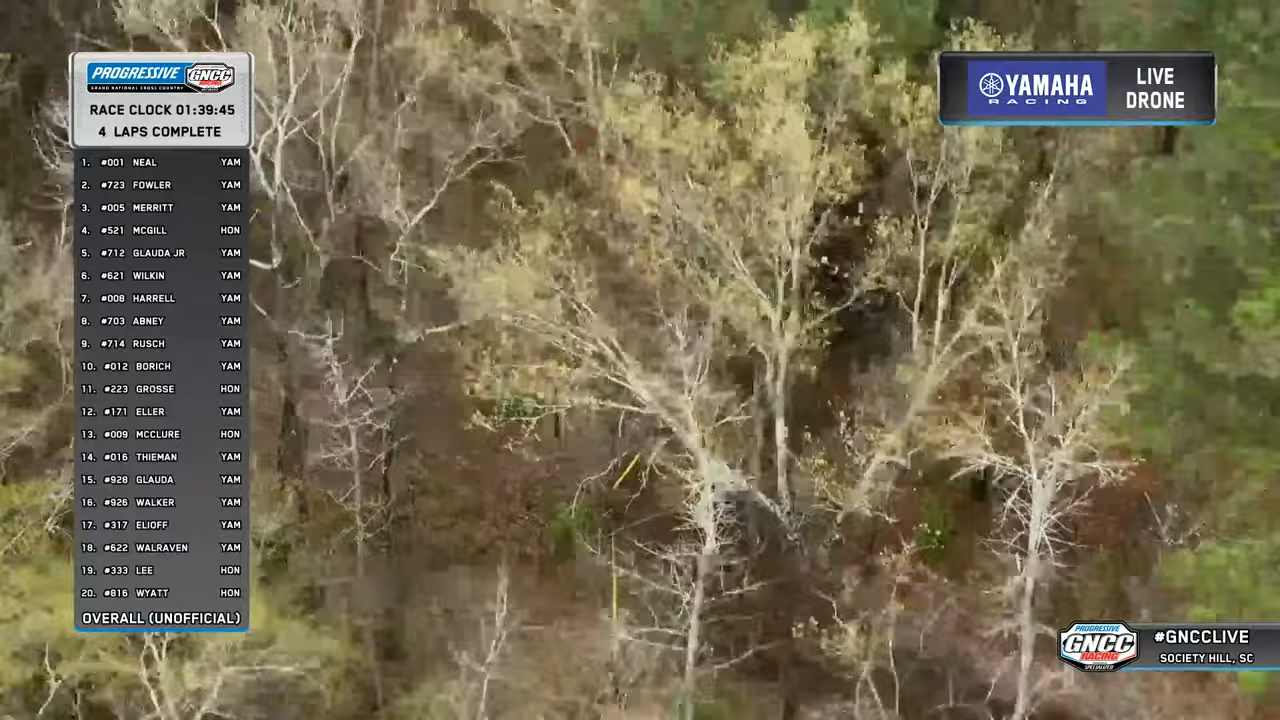 PROGRESSIVE GNCC
GRAND NATIONAL CROSS COUNTRY
RACE CLOCK 01:39:45
4 LAPS COMPLETE
1. #001 NEAL YAM
2. #723 FOWLER YAM
3. #005 MERRITT YAM
4. #521 MCGILL HON
5. #712 GLAUDA JR YAM
6. #621 WILKIN YAM
7. #008 HARRELL YAM
8. #703 ABNEY YAM
9. #714 RUSCH YAM
10. #012 BORICH YAM
11. #223 GROSSE HON
12. #171 ELLER YAM
13. #009 MCCLURE HON
14. #016 THIEMAN YAM
15. #928 GLAUDA YAM
16. #926 WALKER YAM
17. #317 ELIOFF YAM
18. #622 WALRAVEN YAM
19. #333 LEE HON
20. #816 WYATT HON
OVERALL (UNOFFICIAL)
YAMAHA
RACING
LIVE
DRONE
PROGRESSIVE
GNCC
RACING
SPECIALIZED
#GNCCLIVE
SOCIETY HILL, SC